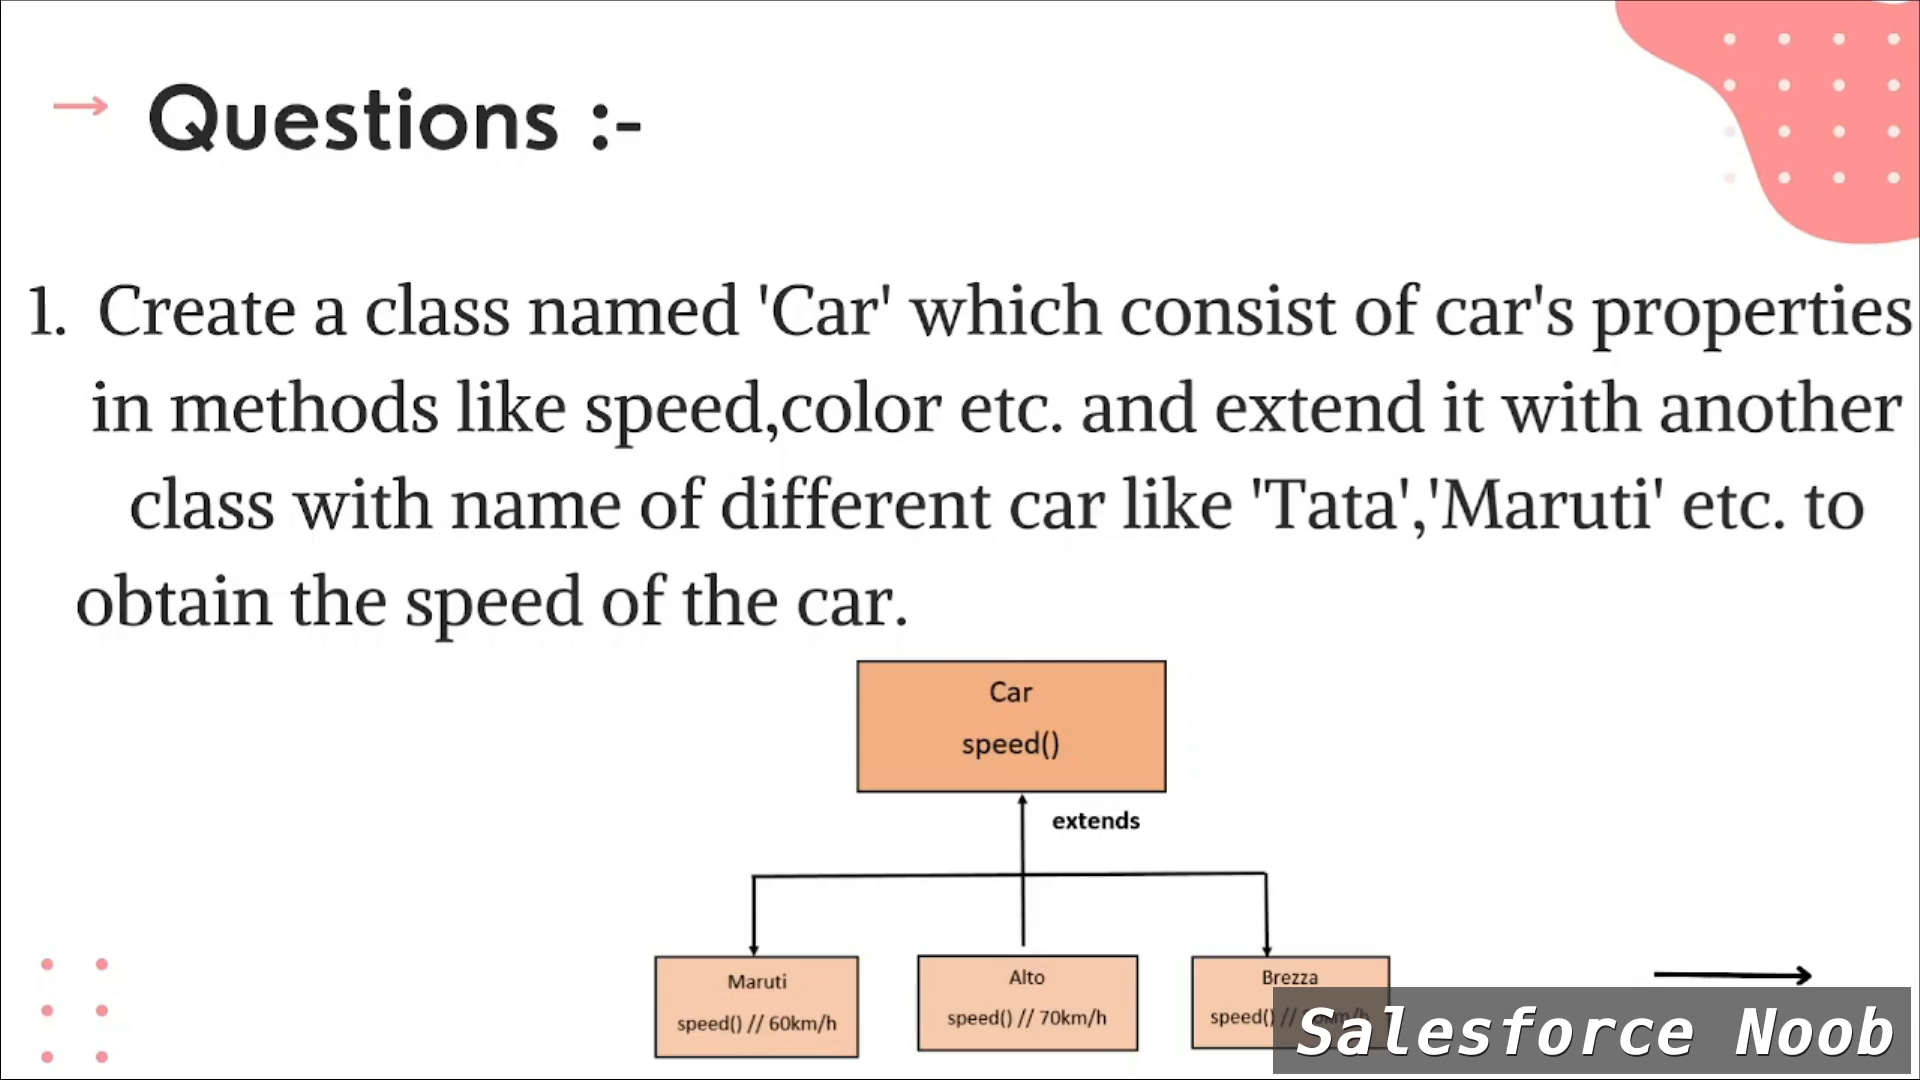 Questions :-
1. Create a class named 'Car' which consist of car's properties
in methods like speed,color etc. and extend it with another
class with name of different car like 'Tata','Maruti' etc. to
obtain the speed of the car.
Car
speed()
extends
Maruti
speed() // 60km/h
Alto
speed() // 70km/h
Brezza
speed() //
Salesforce Noob